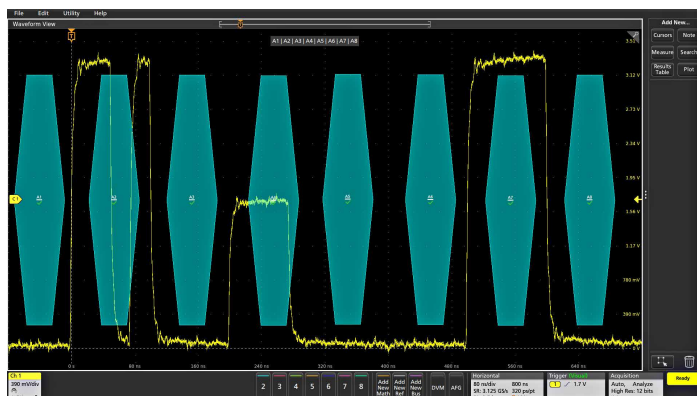 File Edit Utility Help
Waveform View
Add New...
Cursors Note
Measure Search
Results Table Plot
A1 | A2 | A3 | A4 | A5 | A6 | A7 | A8
3.51 V
3.12 V
2.73 V
2.34 V
1.95 V
1.56 V
1.17 V
780 mV
390 mV
0 V
C1
A1 A2 A3 A5 A6 A7 A8
0 s 80 ns 240 ns 320 ns 400 ns 480 ns 560 ns 640 ns
Ch 1
390 mV/div
2 3 4 5 6 7 8
Add New Math
Add New Ref
Add New Bus
DVM AFG
Horizontal
80 ns/div 800 ns
SR: 3.125 GS/s 320 ps/pt
Trigger
1 1.7 V
Acquisition
Auto, Analyze
High Res: 12 bits
Ready